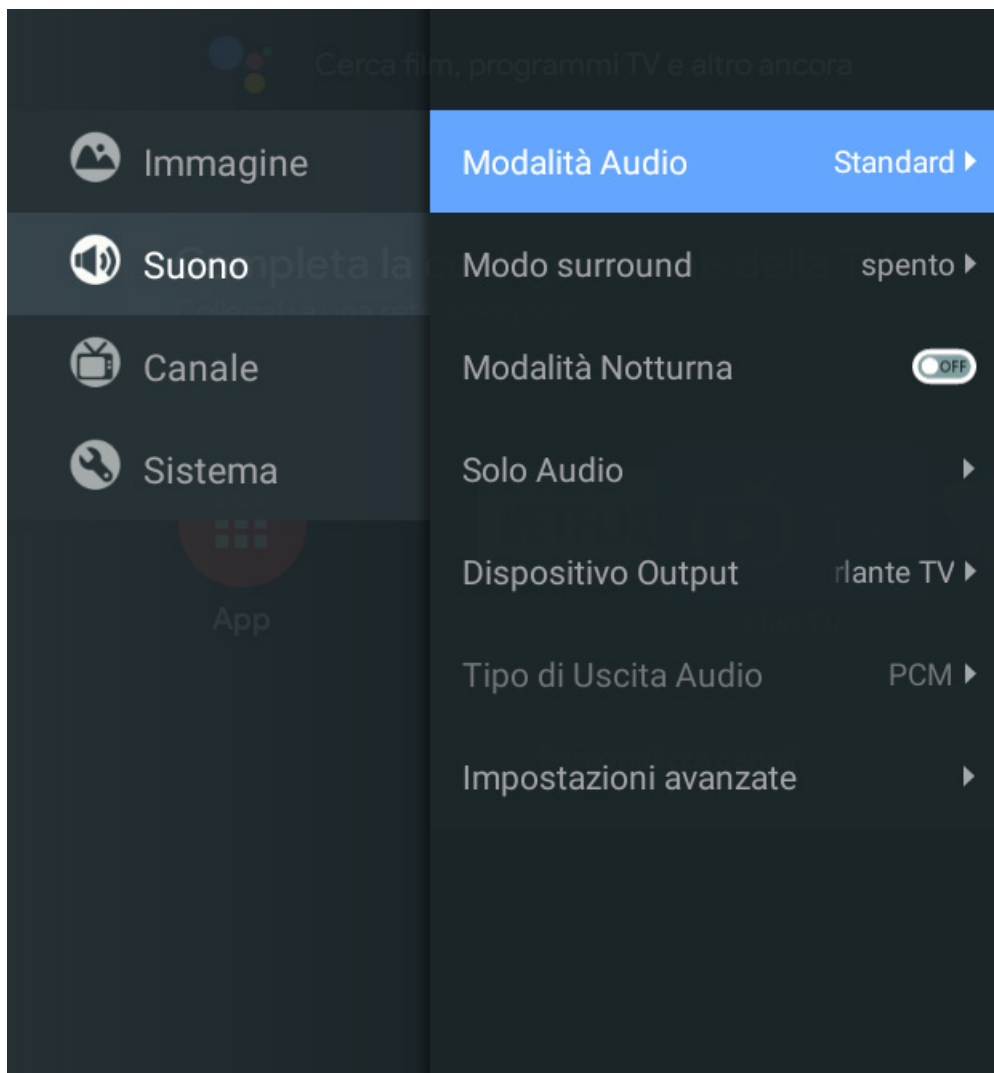 Cerca film, programmi TV e altro ancora
Immagine
Suono
Canale
Sistema
App
Modalità Audio Standard
Modo surround spento
Modalità Notturna OFF
Solo Audio
Dispositivo Output rlante TV
Tipo di Uscita Audio PCM
Impostazioni avanzate